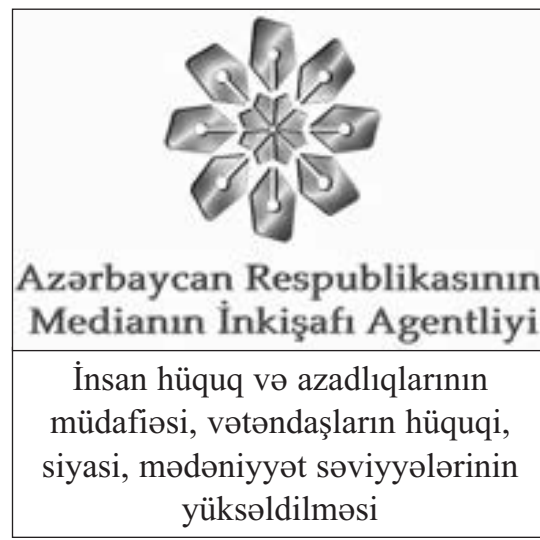 Azərbaycan Respublikasının
Medianın İnkişafı Agentliyi
İnsan hüquq və azadlıqlarının
müdafiəsi, vətəndaşların hüquqi,
siyasi, mədəniyyət səviyyələrinin
yüksəldilməsi